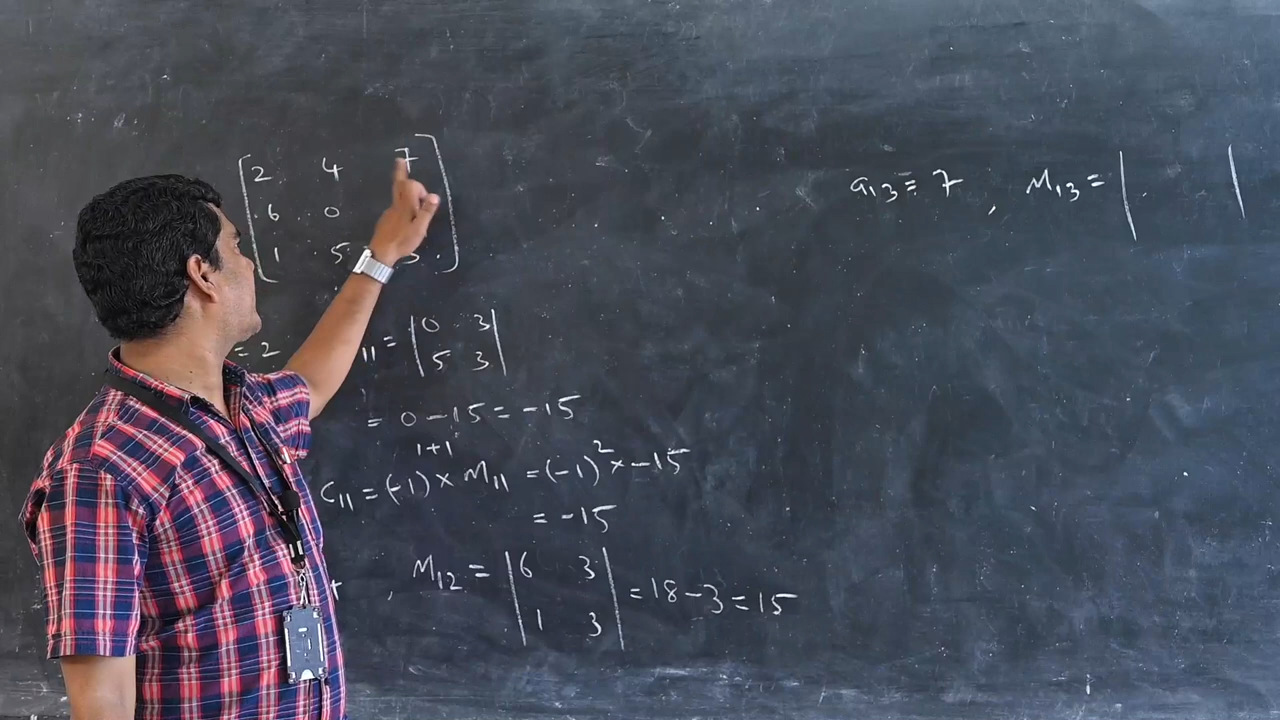 2 4 7
6 0
1 5 3
= 2
11 = |0 3|
|5 3|
= 0 - 15 = -15
C₁₁ = (-1)¹⁺¹ × M₁₁ = (-1)² × -15
= -15
, M₁₂ = |6 3| = 18 - 3 = 15
|1 3|
a₁₃ = 7 , M₁₃ = | |